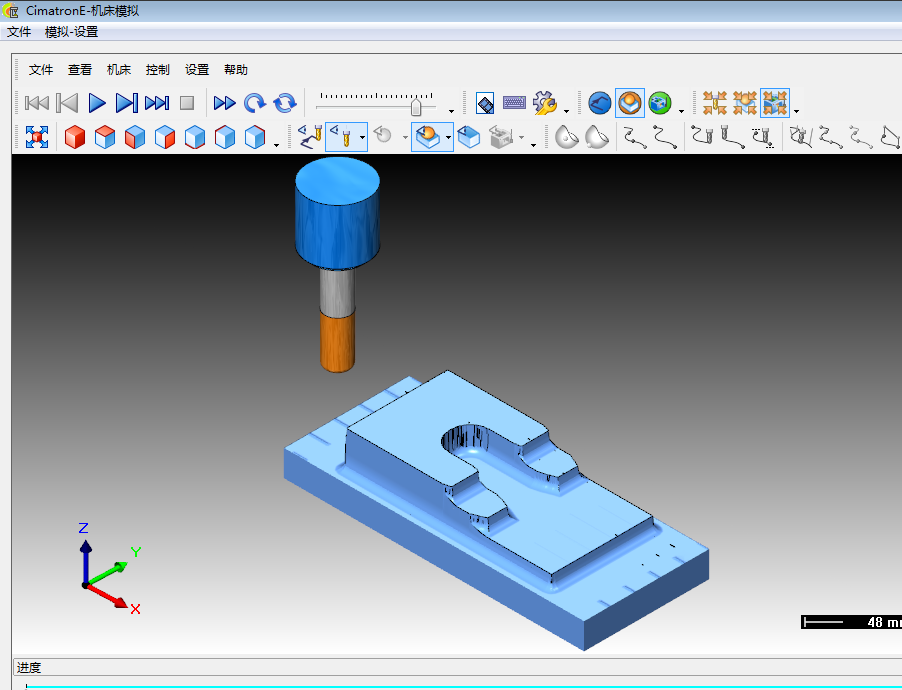 CimatronE-机床模拟
文件 模拟-设置
文件 查看 机床 控制 设置 帮助
Z
Y
X
48 m
进度